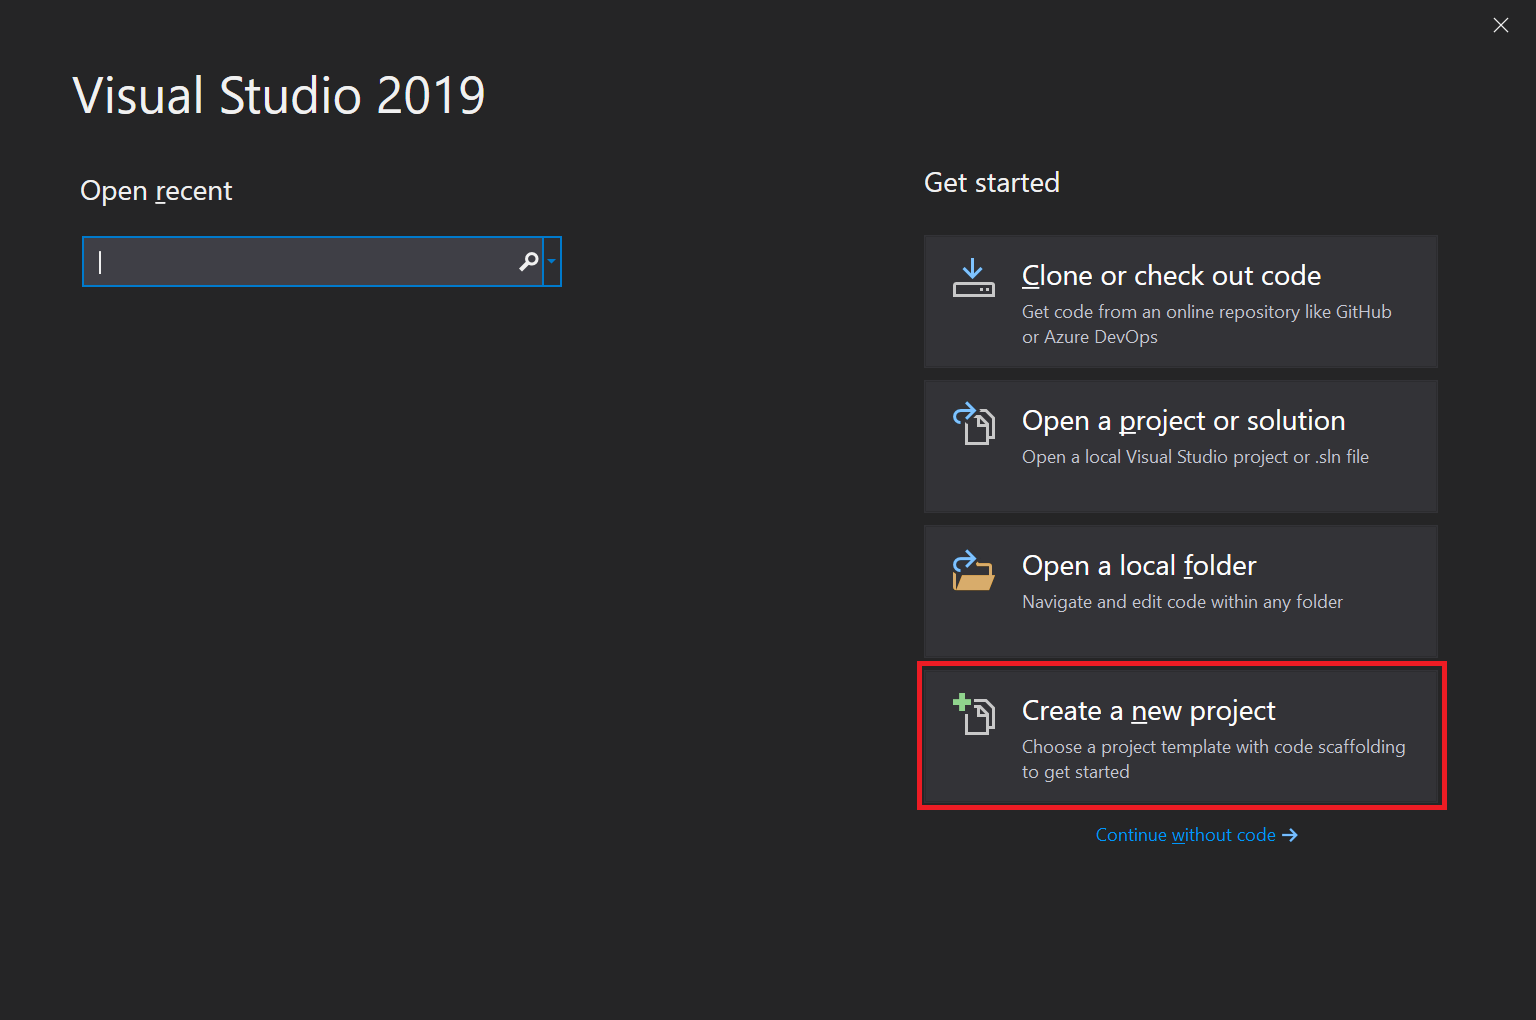 Visual Studio 2019
Open recent
Get started
Clone or check out code
Get code from an online repository like GitHub
or Azure DevOps
Open a project or solution
Open a local Visual Studio project or .sln file
Open a local folder
Navigate and edit code within any folder
Create a new project
Choose a project template with code scaffolding
to get started
Continue without code →